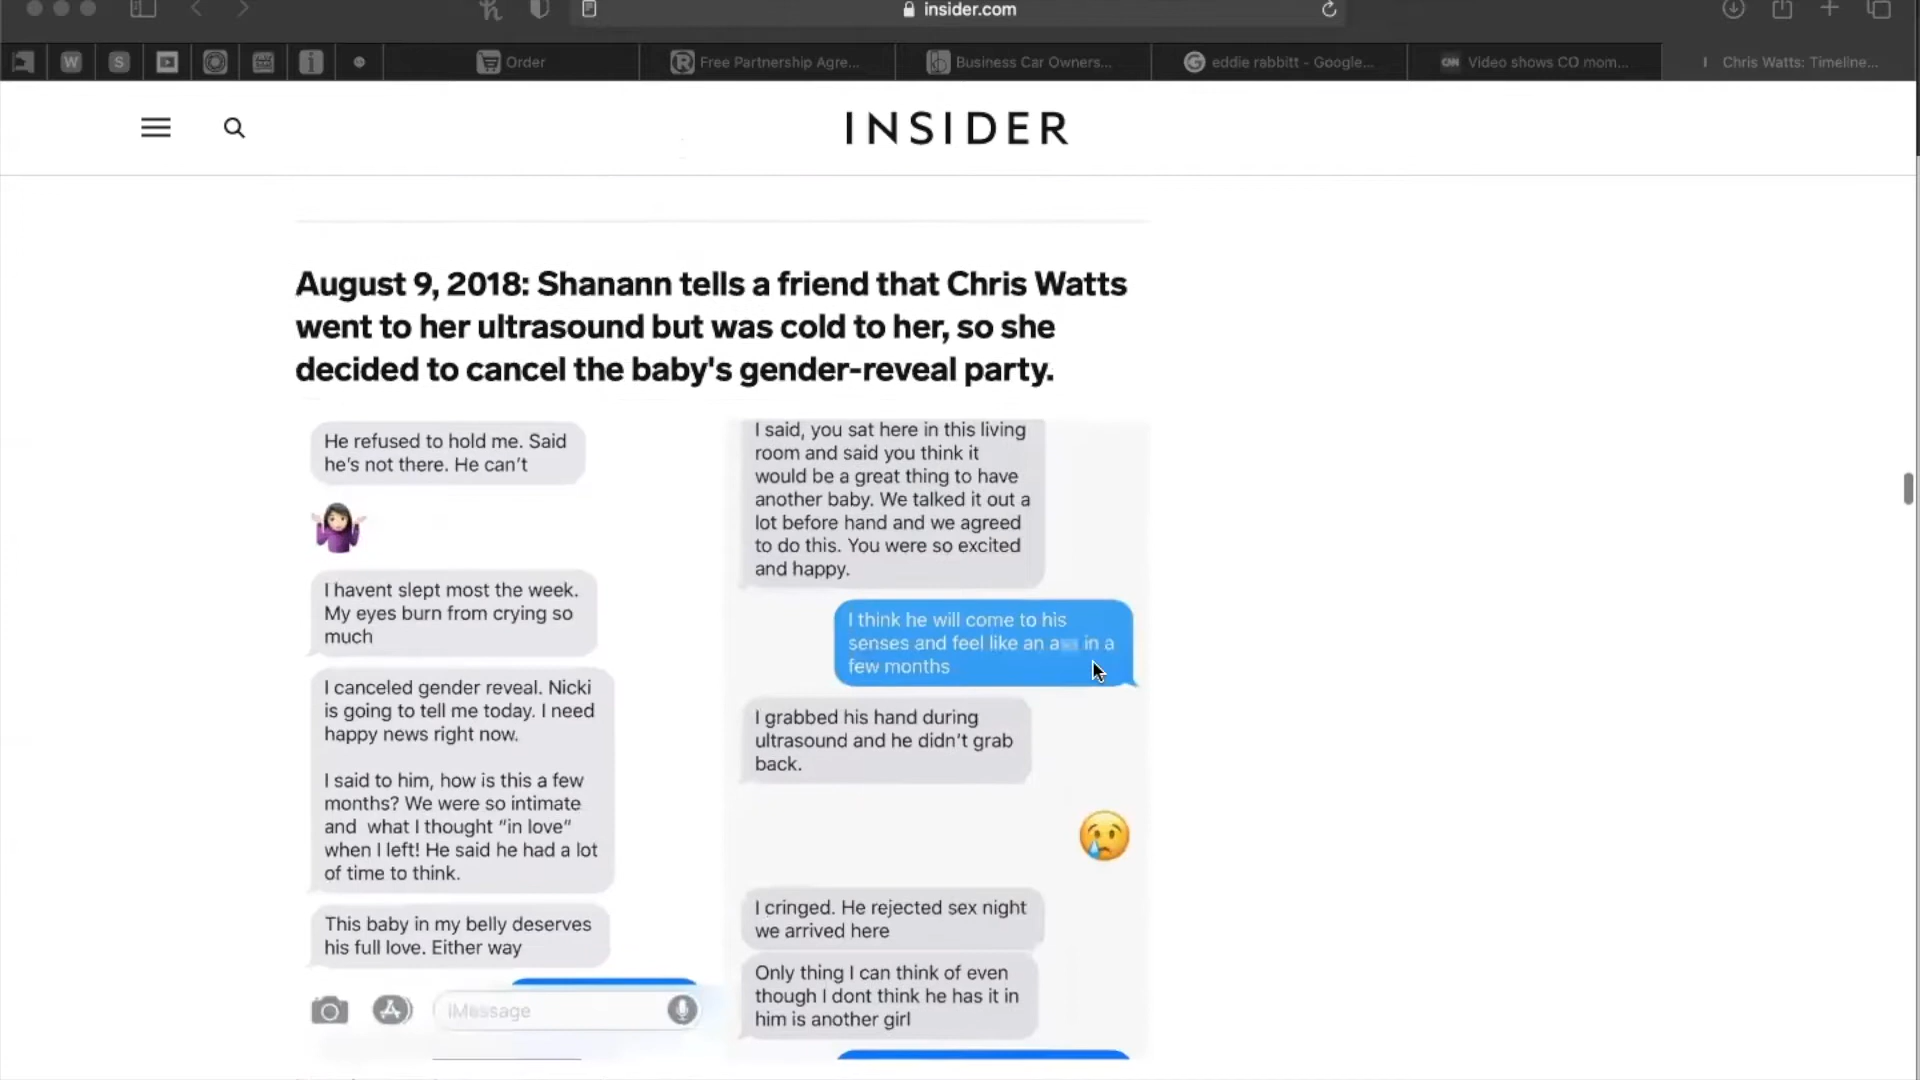 insider.com
Order
Free Partnership Agre...
Business Car Owners...
eddie rabbitt - Google...
CNN Video shows CO mom...
I Chris Watts: Timeline...
INSIDER
August 9, 2018: Shanann tells a friend that Chris Watts
went to her ultrasound but was cold to her, so she
decided to cancel the baby's gender-reveal party.
He refused to hold me. Said
he's not there. He can't
I havent slept most the week.
My eyes burn from crying so
much
I canceled gender reveal. Nicki
is going to tell me today. I need
happy news right now.
I said to him, how is this a few
months? We were so intimate
and what I thought “in love”
when I left! He said he had a lot
of time to think.
This baby in my belly deserves
his full love. Either way
iMessage
I said, you sat here in this living
room and said you think it
would be a great thing to have
another baby. We talked it out a
lot before hand and we agreed
to do this. You were so excited
and happy.
I think he will come to his
senses and feel like an a in a
few months
I grabbed his hand during
ultrasound and he didn't grab
back.
I cringed. He rejected sex night
we arrived here
Only thing I can think of even
though I dont think he has it in
him is another girl